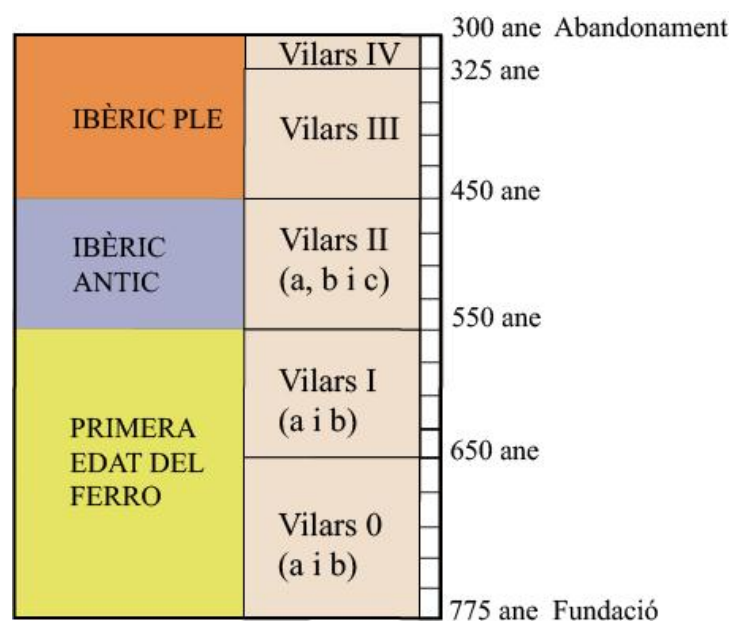 300 ane Abandonament
Vilars IV
325 ane
IBÈRIC PLE
Vilars III
450 ane
IBÈRIC
ANTIC
Vilars II
(a, b i c)
550 ane
Vilars I
(a i b)
PRIMERA
EDAT DEL
FERRO
650 ane
Vilars 0
(a i b)
775 ane Fundació